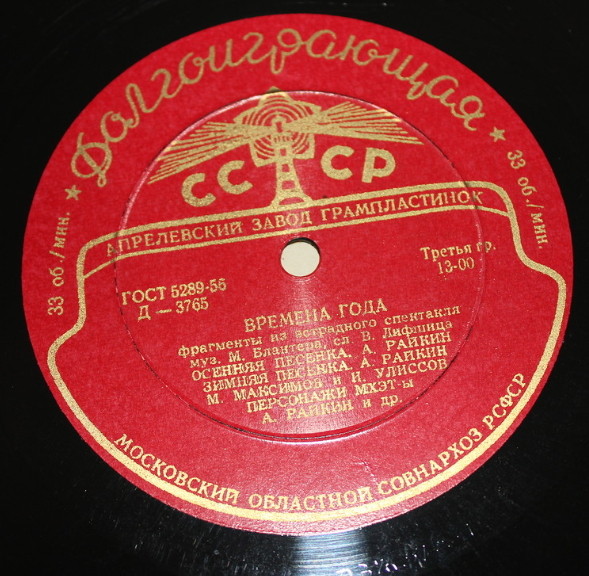 Долгоиграющая
★ 33 об./мин.
★ 33 об./мин.
СССР
АПРЕЛЕВСКИЙ ЗАВОД ГРАМПЛАСТИНОК
ГОСТ 5289-56
Д — 3765
Третья гр.
13-00
ВРЕМЕНА ГОДА
фрагменты из эстрадного спектакля
муз. М. Блантера, сл. В. Лифшица
ОСЕННЯЯ ПЕСЕНКА. А. РАЙКИН
ЗИМНЯЯ ПЕСЕНКА. А. РАЙКИН
М. МАКСИМОВ и Н. УЛИССОВ
ПЕРСОНАЖИ МХЭТ-ы
А. РАЙКИН и др.
МОСКОВСКИЙ ОБЛАСТНОЙ СОВНАРХОЗ РСФСР